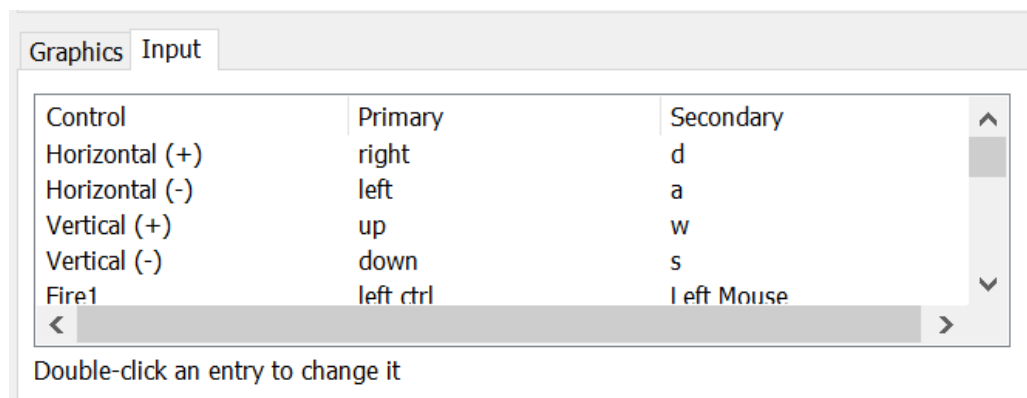 Graphics Input
Control Primary Secondary
Horizontal (+) right d
Horizontal (-) left a
Vertical (+) up w
Vertical (-) down s
Fire1 left ctrl Left Mouse
Double-click an entry to change it